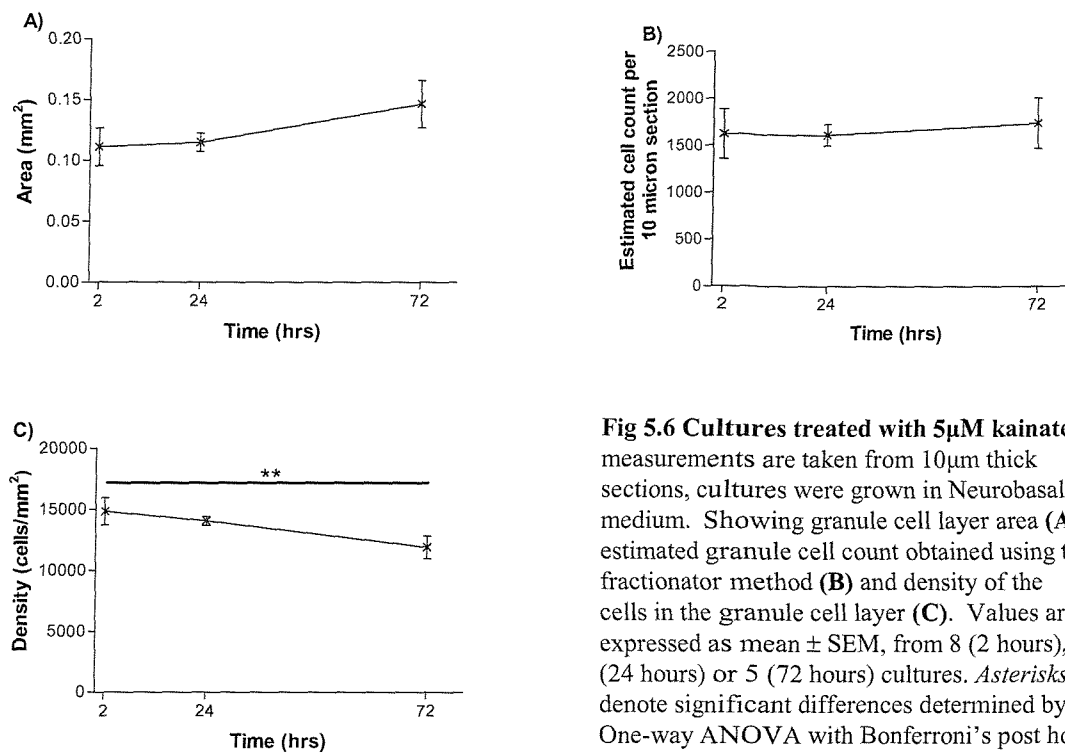 A)
0.20
0.15
0.10
0.05
0.00
Area (mm²)
2 24 72
Time (hrs)
B)
2500
2000
1500
1000
500
0
Estimated cell count per
10 micron section
2 24 72
Time (hrs)
C)
20000
15000
10000
5000
0
Density (cells/mm²)
**
2 24 72
Time (hrs)
Fig 5.6 Cultures treated with 5µM kainate
measurements are taken from 10µm thick
sections, cultures were grown in Neurobasal
medium. Showing granule cell layer area (A
estimated granule cell count obtained using t
fractionator method (B) and density of the
cells in the granule cell layer (C). Values ar
expressed as mean ± SEM, from 8 (2 hours),
(24 hours) or 5 (72 hours) cultures. Asterisks
denote significant differences determined by
One-way ANOVA with Bonferroni's post ho